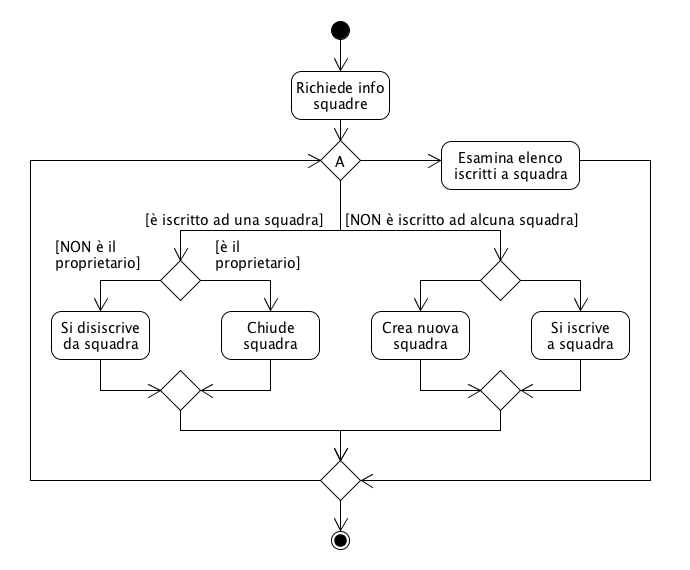 Richiede info
squadre
A
Esamina elenco
iscritti a squadra
[è iscritto ad una squadra]
[NON è iscritto ad alcuna squadra]
[NON è il
proprietario]
[è il
proprietario]
Si disiscrive
da squadra
Chiude
squadra
Crea nuova
squadra
Si iscrive
a squadra